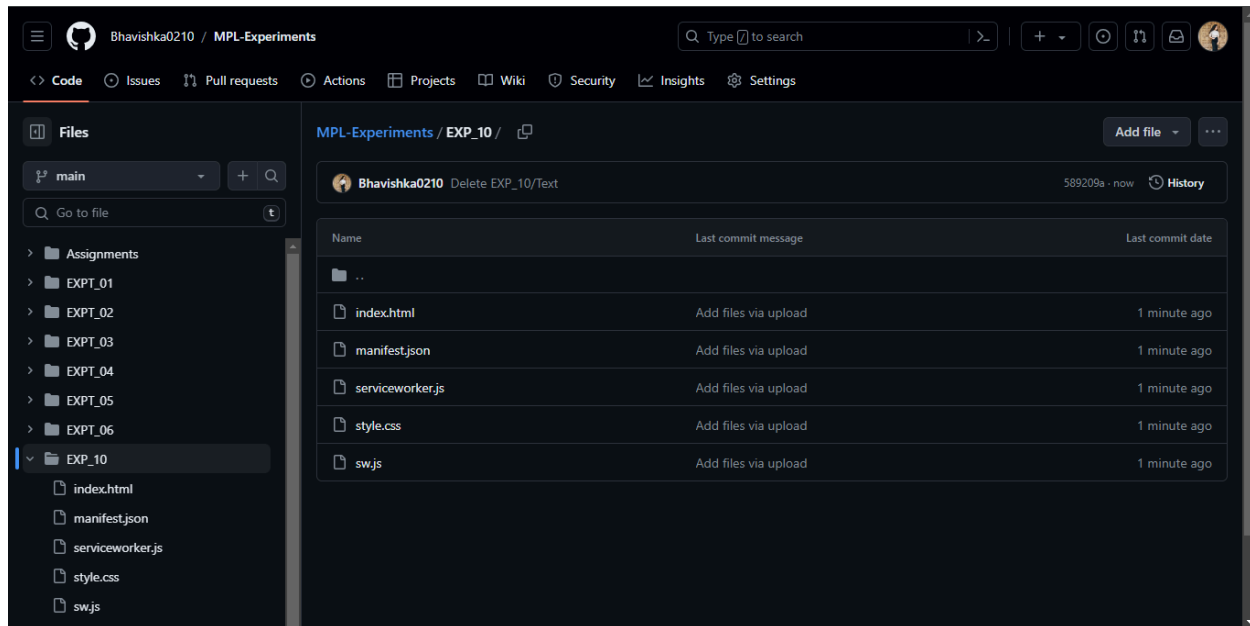 Bhavishka0210 / MPL-Experiments
Type / to search
Code Issues Pull requests Actions Projects Wiki Security Insights Settings
Files
main
Go to file t
Assignments
EXPT_01
EXPT_02
EXPT_03
EXPT_04
EXPT_05
EXPT_06
EXP_10
index.html
manifest.json
serviceworker.js
style.css
sw.js
MPL-Experiments / EXP_10 /
Add file
Bhavishka0210 Delete EXP_10/Text 589209a · now History
Name Last commit message Last commit date
..
index.html Add files via upload 1 minute ago
manifest.json Add files via upload 1 minute ago
serviceworker.js Add files via upload 1 minute ago
style.css Add files via upload 1 minute ago
sw.js Add files via upload 1 minute ago